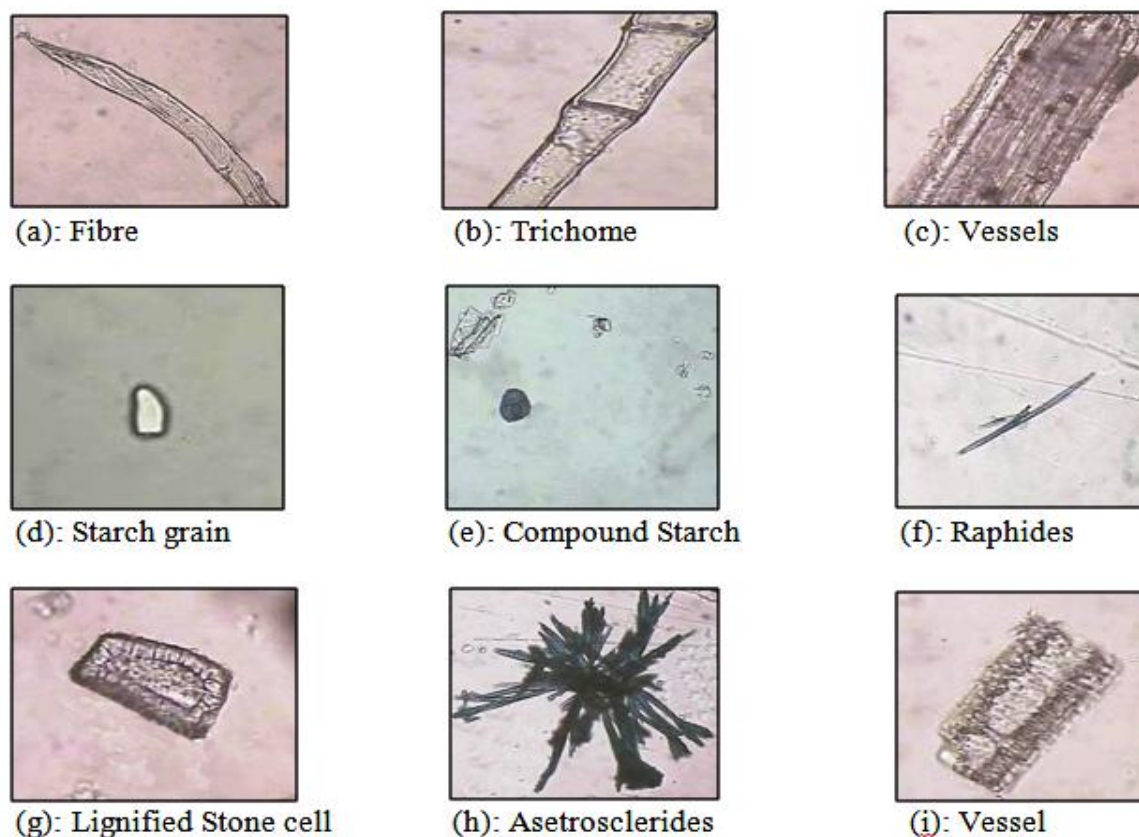 (a): Fibre
(b): Trichome
(c): Vessels
(d): Starch grain
(e): Compound Starch
(f): Raphides
(g): Lignified Stone cell
(h): Asetrosclerides
(i): Vessel